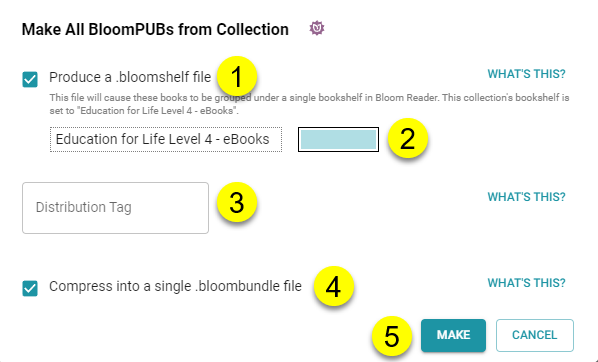 Make All BloomPUBs from Collection
Produce a .bloomshelf file
1
WHAT'S THIS?
This file will cause these books to be grouped under a single bookshelf in Bloom Reader. This collection's bookshelf is
set to "Education for Life Level 4 - eBooks".
Education for Life Level 4 - eBooks
2
Distribution Tag
3
WHAT'S THIS?
Compress into a single .bloombundle file
4
WHAT'S THIS?
5
MAKE
CANCEL